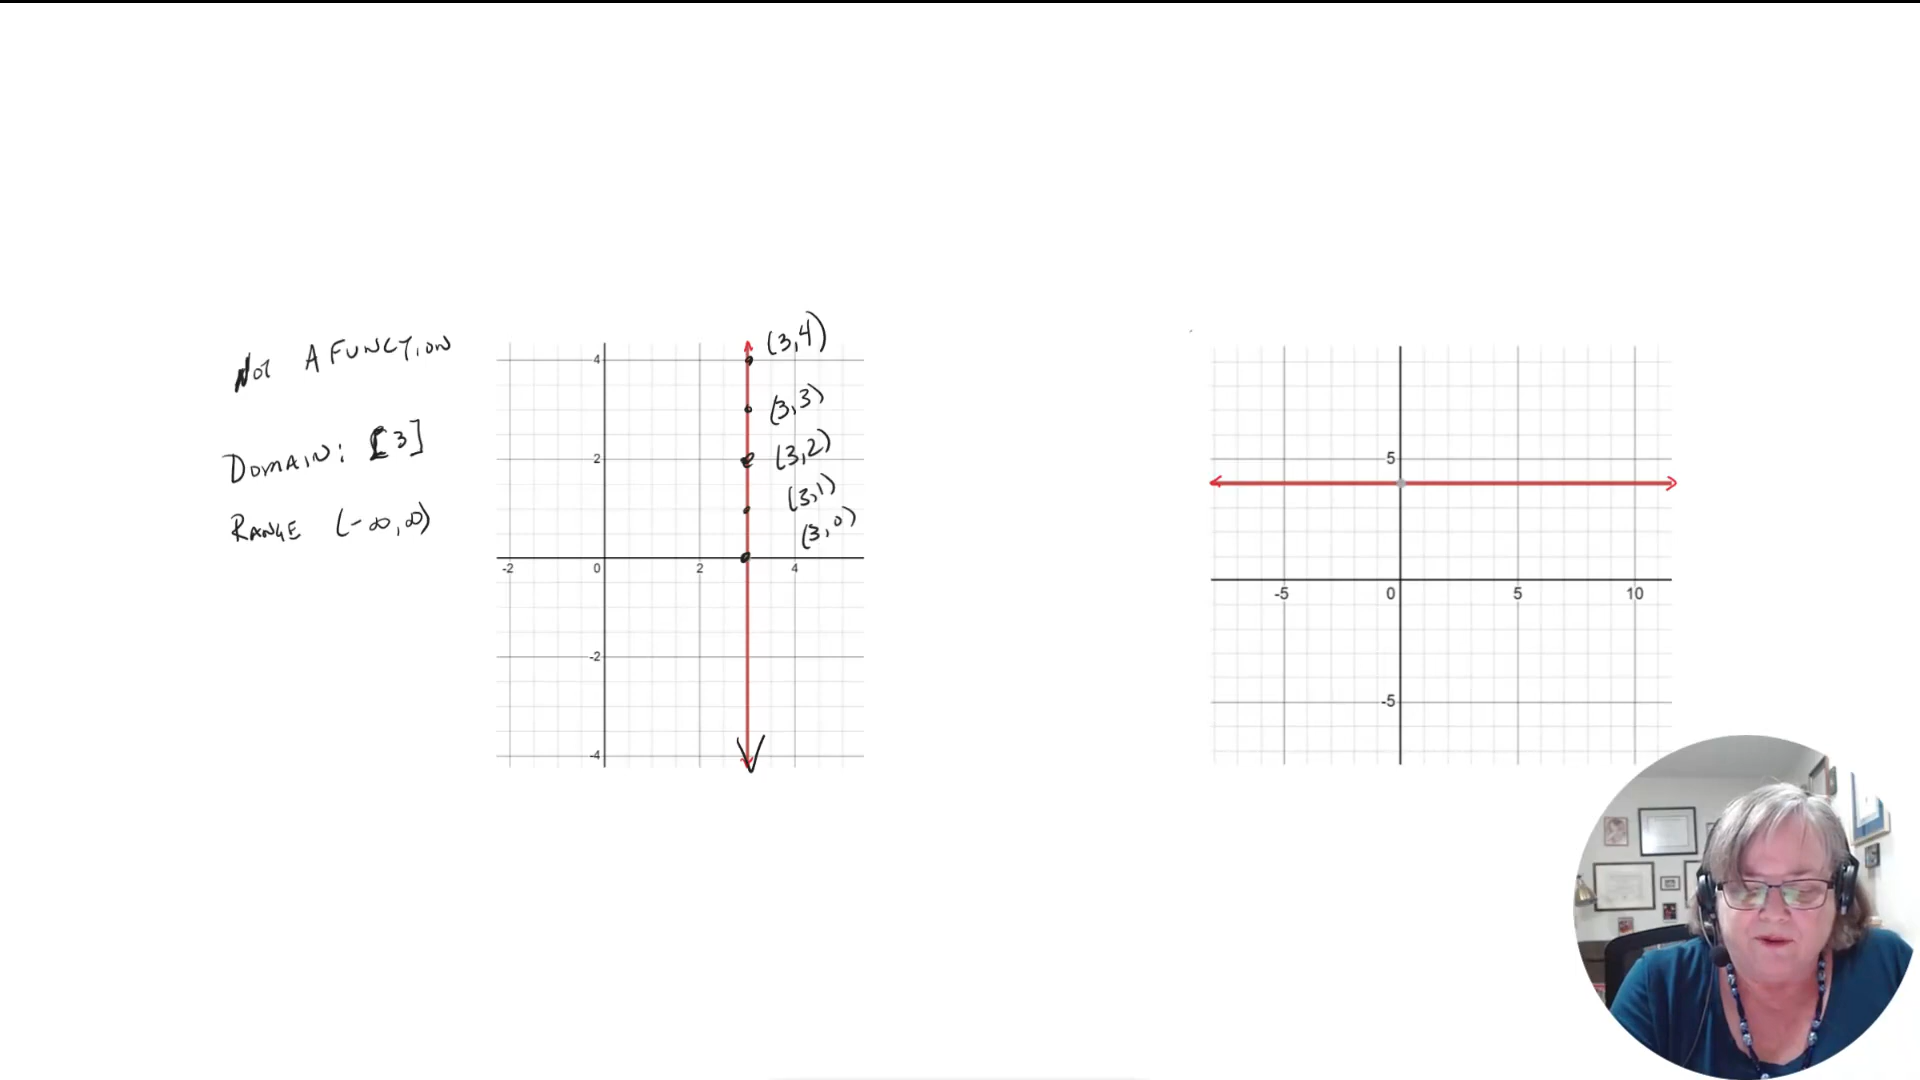 NOT A FUNCTION
DOMAIN: [3]
RANGE (-∞,∞)
(3,4)
(3,3)
(3,2)
(3,1)
(3,0)
4
2
-2 0 2 4
-2
-4
5
-5 0 5 10
-5